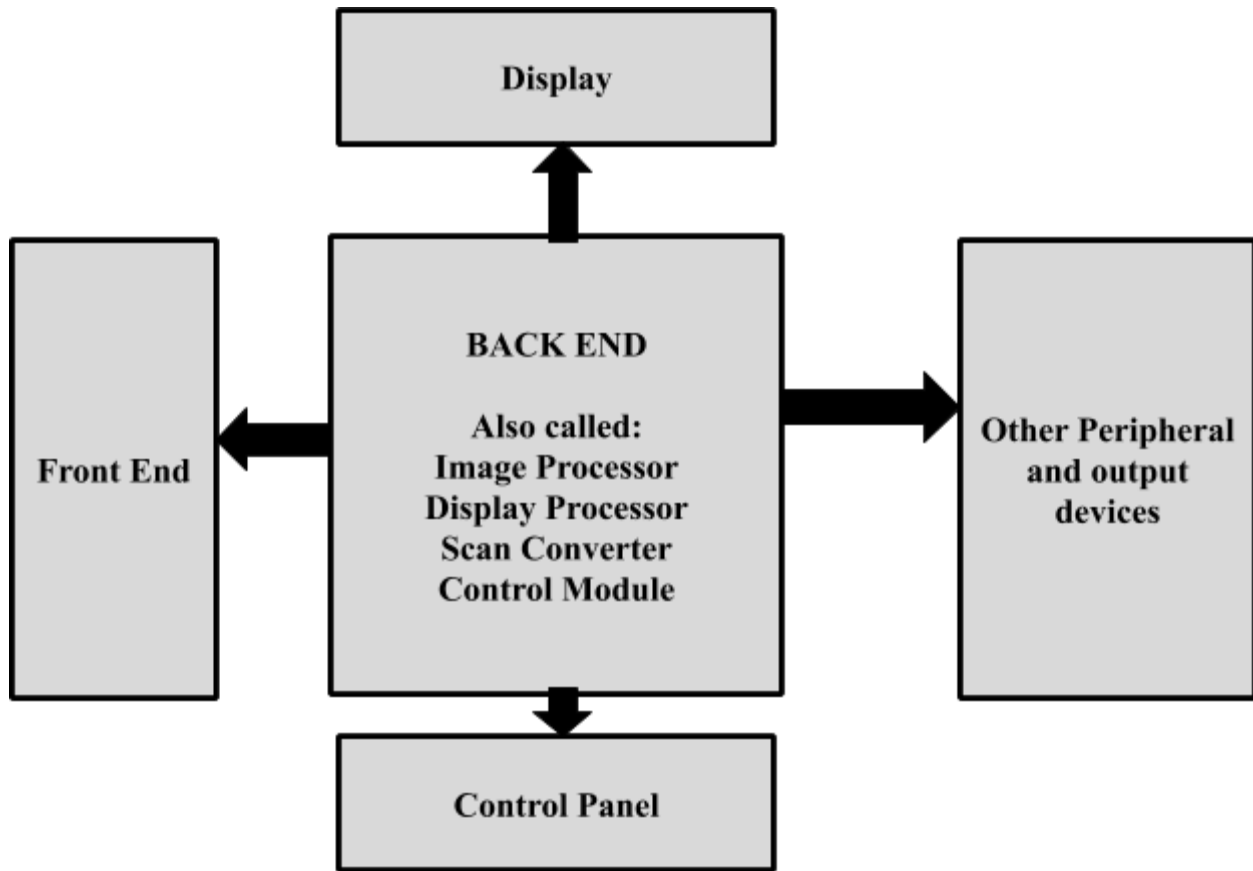 Display
Front End
BACK END
Also called:
Image Processor
Display Processor
Scan Converter
Control Module
Other Peripheral
and output
devices
Control Panel